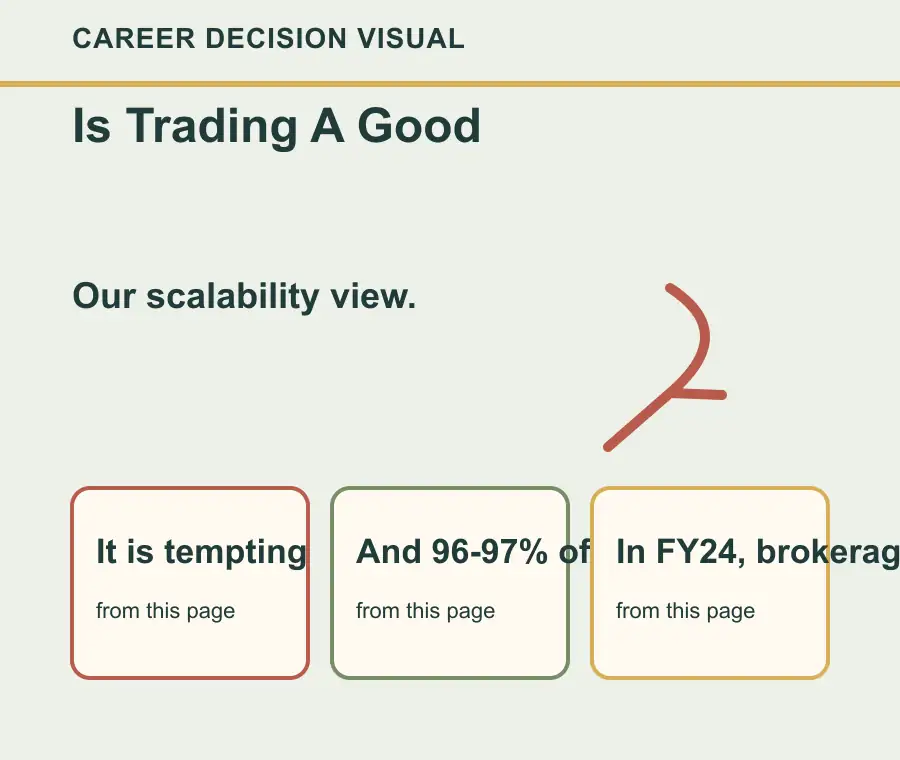 CAREER DECISION VISUAL
Is Trading A Good
Our scalability view.
It is tempting
from this page
And 96-97% of
from this page
In FY24, brokerag
from this page